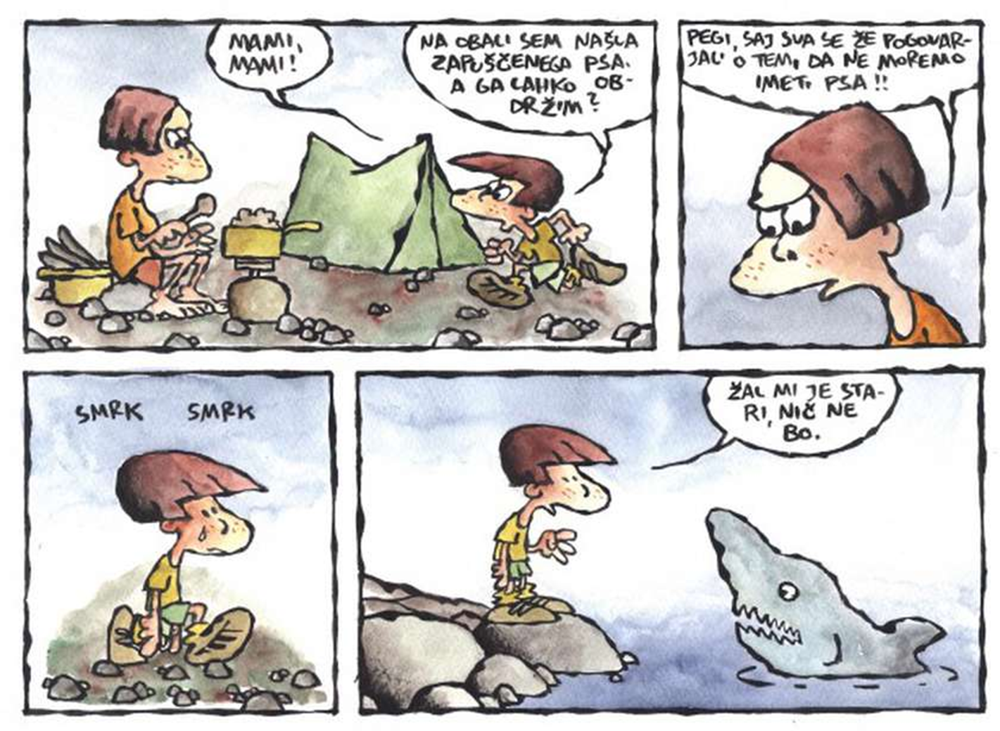 MAMI,
MAMI!
NA OBALI SEM NAŠLA
ZAPUŠČENEGA PSA.
A GA LAHKO OB-
DRŽIM?
PEGI, SAJ SVA SE ŽE POGOVAR-
JALI O TEM, DA NE MOREMO
IMETI PSA!!
SMRK SMRK
ŽAL MI JE STA-
RI, NIČ NE
BO.